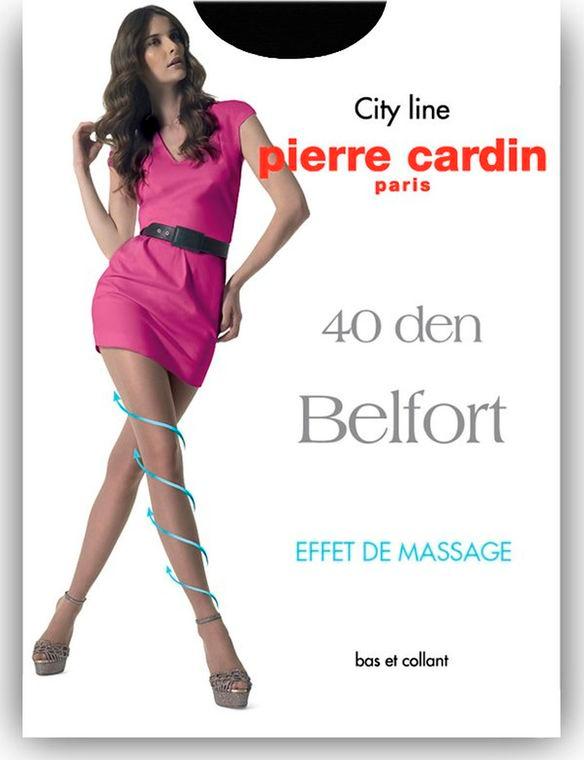 City line
pierre cardin
paris
40 den
Belfort
EFFET DE MASSAGE
bas et collant